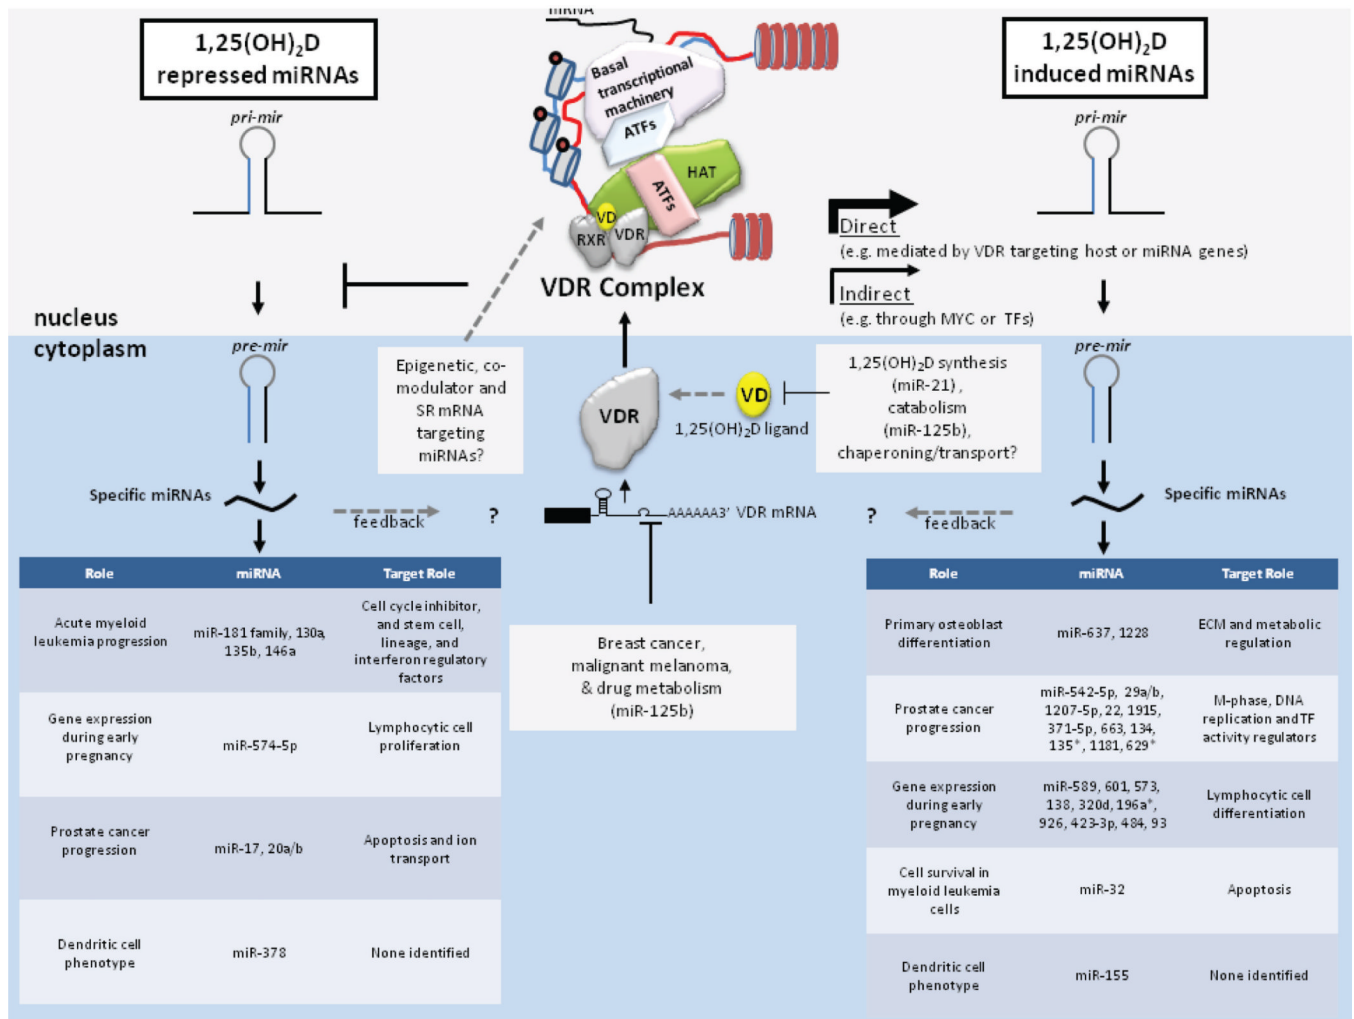 mRNA
1,25(OH)₂D
repressed miRNAs
pri-mir
Basal
transcriptional
machinery
ATFs
HAT
ATFs
VD
RXR
VDR
VDR Complex
1,25(OH)₂D
induced miRNAs
pri-mir
Direct
(e.g. mediated by VDR targeting host or miRNA genes)
Indirect
(e.g. through MYC or TFs)
nucleus
cytoplasm
pre-mir
Epigenetic, co-
modulator and
SR mRNA
targeting
miRNAs?
VDR
VD
1,25(OH)₂D ligand
1,25(OH)₂D synthesis
(miR-21) ,
catabolism
(miR-125b),
chaperoning/transport?
pre-mir
Specific miRNAs
feedback
?
AAAAAA3' VDR mRNA
?
feedback
Specific miRNAs
Role miRNA Target Role
Acute myeloid
leukemia progression
miR-181 family, 130a,
135b, 146a
Cell cycle inhibitor,
and stem cell,
lineage, and
interferon regulatory
factors
Gene expression
during early
pregnancy
miR-574-5p
Lymphocytic cell
proliferation
Prostate cancer
progression
miR-17, 20a/b
Apoptosis and ion
transport
Dendritic cell
phenotype
miR-378
None identified
Breast cancer,
malignant melanoma,
& drug metabolism
(miR-125b)
Role miRNA Target Role
Primary osteoblast
differentiation
miR-637, 1228
ECM and metabolic
regulation
Prostate cancer
progression
miR-542-5p, 29a/b,
1207-5p, 22, 1915,
371-5p, 663, 134,
135*, 1181, 629*
M-phase, DNA
replication and TF
activity regulators
Gene expression
during early
pregnancy
miR-589, 601, 573,
138, 320d, 196a*,
926, 423-3p, 484, 93
Lymphocytic cell
differentiation
Cell survival in
myeloid leukemia
cells
miR-32
Apoptosis
Dendritic cell
phenotype
miR-155
None identified